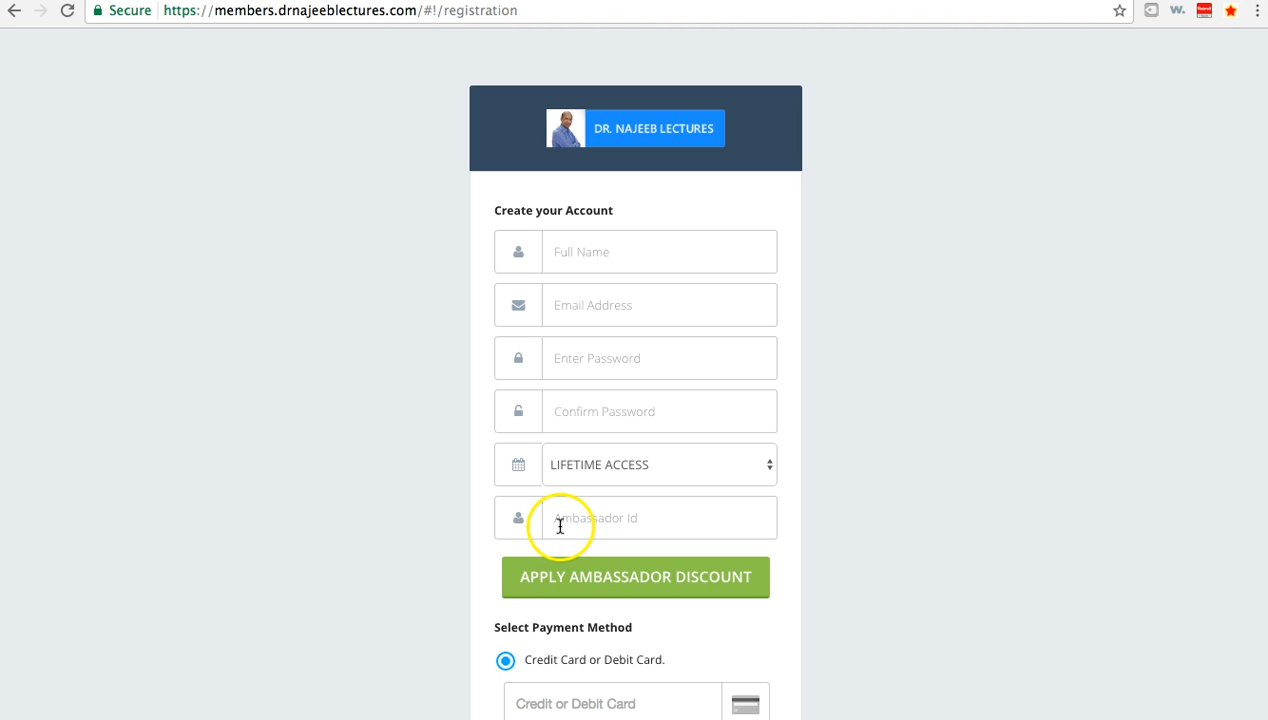 Secure
https://members.drnajeeblectures.com/#!/registration
W.
DR. NAJEEB LECTURES
Create your Account
Full Name
Email Address
Enter Password
Confirm Password
LIFETIME ACCESS
Ambassador Id
APPLY AMBASSADOR DISCOUNT
Select Payment Method
Credit Card or Debit Card.
Credit or Debit Card